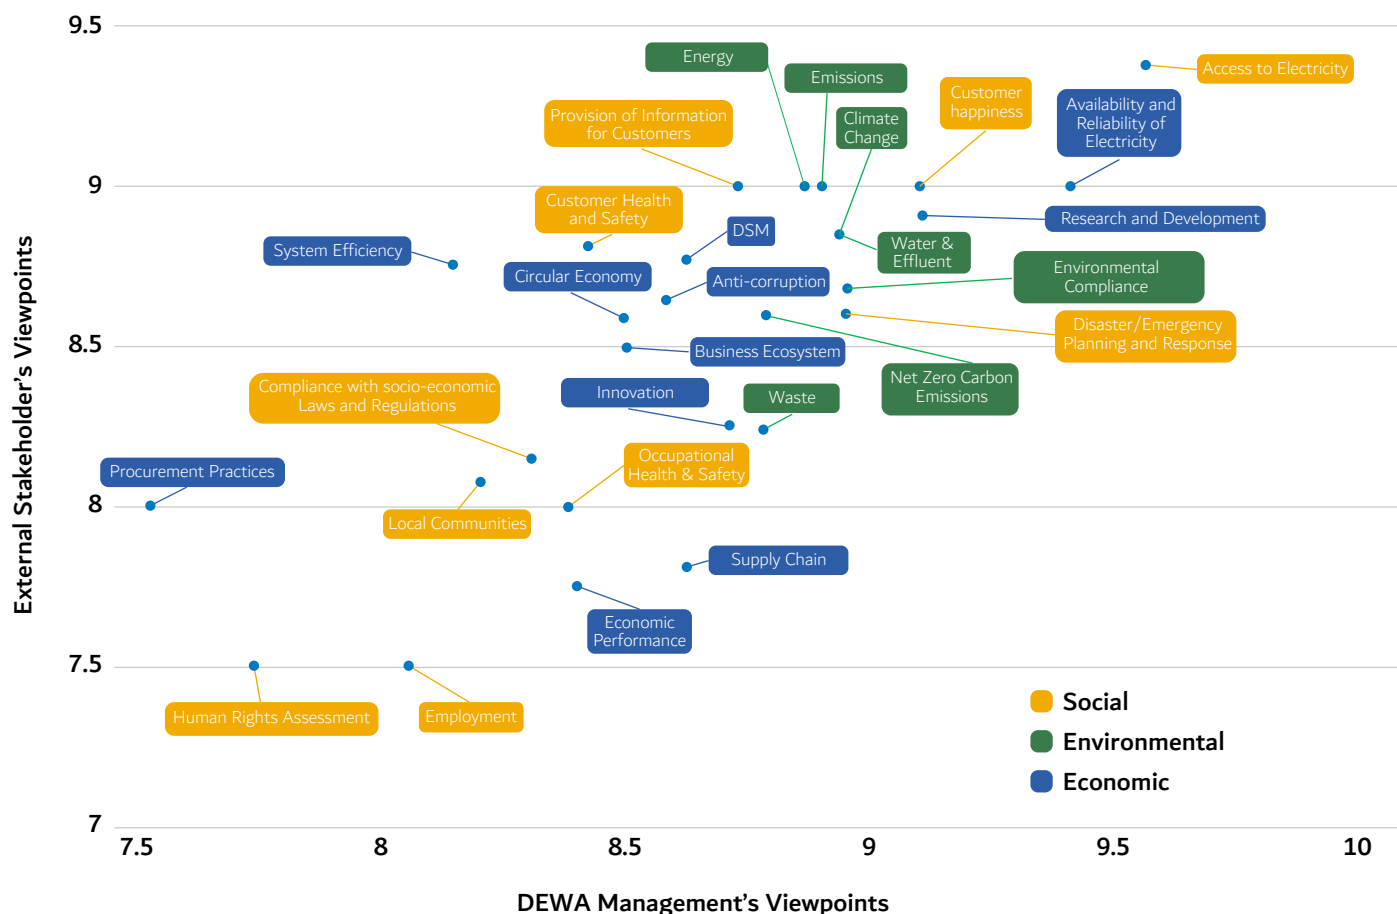 9.5
Energy
Emissions
Access to Electricity
Customer
happiness
Availability and
Reliability of
Electricity
Provision of Information
for Customers
Climate
Change
9
Customer Health
and Safety
Research and Development
DSM
System Efficiency
Water &
Effluent
Circular Economy
Anti-corruption
Environmental
Compliance
Disaster/Emergency
Planning and Response
8.5
Business Ecosystem
Compliance with socio-economic
Laws and Regulations
Innovation
Waste
Net Zero Carbon
Emissions
Procurement Practices
Occupational
Health & Safety
8
Local Communities
Supply Chain
Economic
Performance
7.5
Human Rights Assessment
Employment
Social
Environmental
Economic
7
7.5
8
8.5
9
9.5
10
External Stakeholder's Viewpoints
DEWA Management's Viewpoints